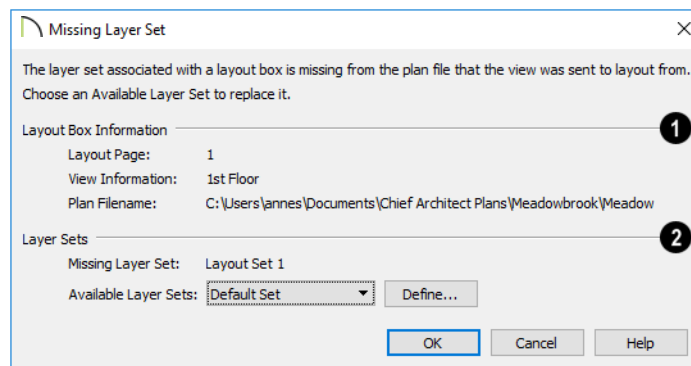 Missing Layer Set
The layer set associated with a layout box is missing from the plan file that the view was sent to layout from.
Choose an Available Layer Set to replace it.
Layout Box Information 1
Layout Page: 1
View Information: 1st Floor
Plan Filename: C:\Users\annes\Documents\Chief Architect Plans\Meadowbrook\Meadow
Layer Sets 2
Missing Layer Set: Layout Set 1
Available Layer Sets: Default Set Define...
OK Cancel Help